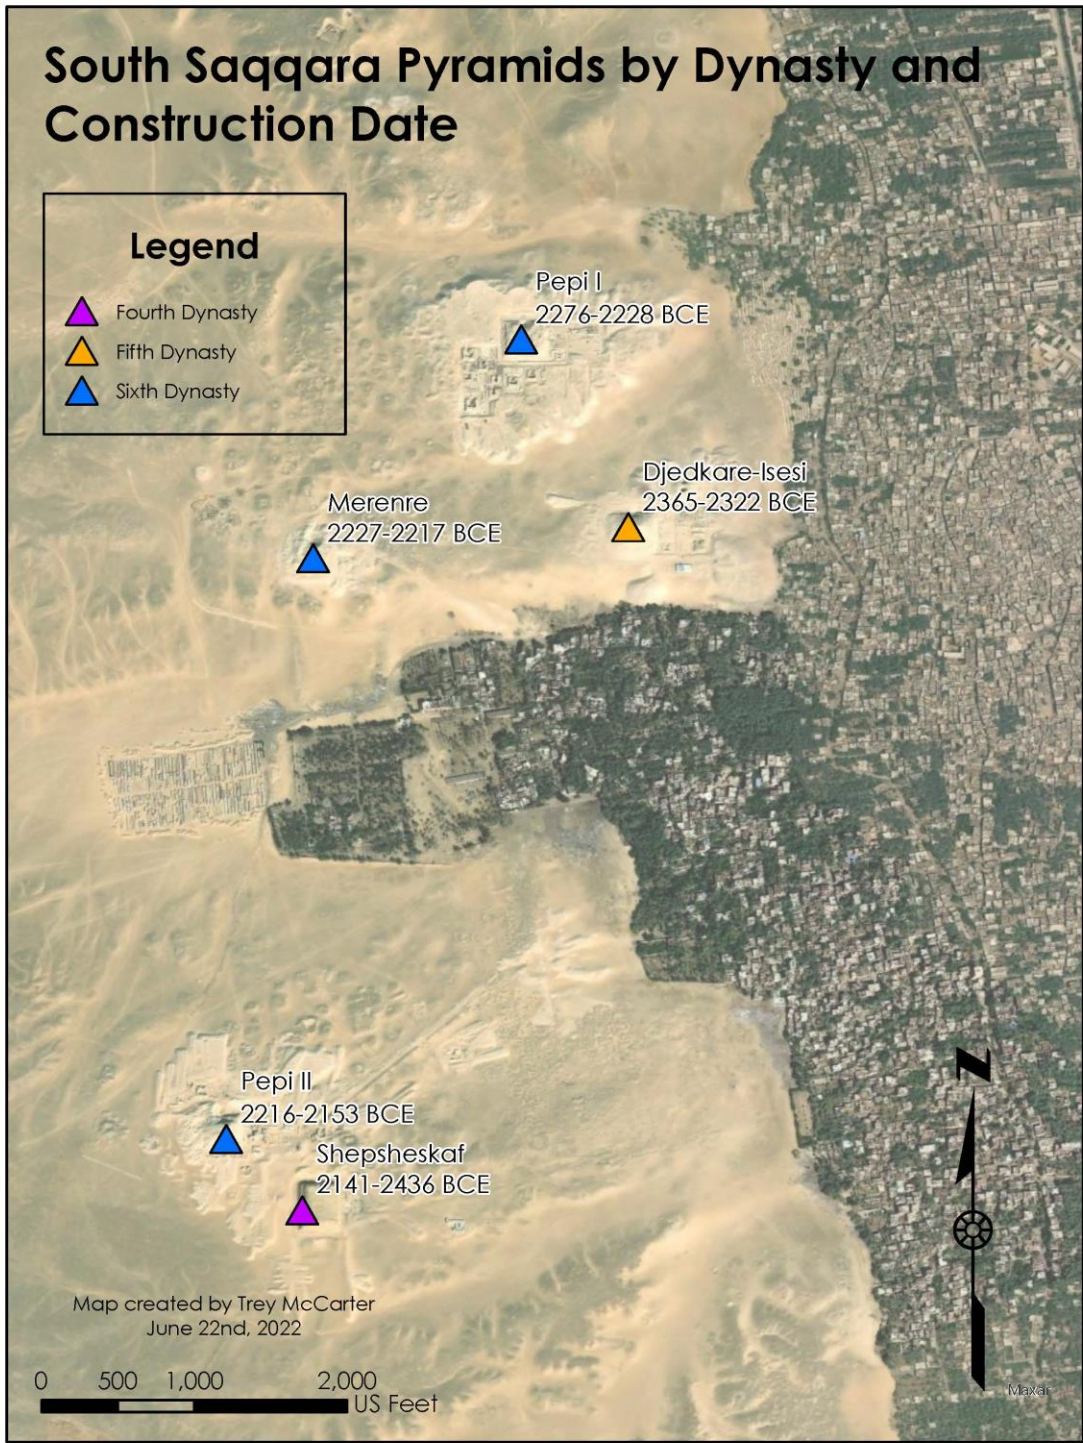 South Saqqara Pyramids by Dynasty and
Construction Date
Legend
Fourth Dynasty
Fifth Dynasty
Sixth Dynasty
Pepi I
2276-2228 BCE
Djedkare-Isesi
2365-2322 BCE
Merenre
2227-2217 BCE
Pepi II
2216-2153 BCE
Shepsheskaf
2141-2436 BCE
N
Map created by Trey McCarter
June 22nd, 2022
0 500 1,000 2,000
US Feet
Maxar